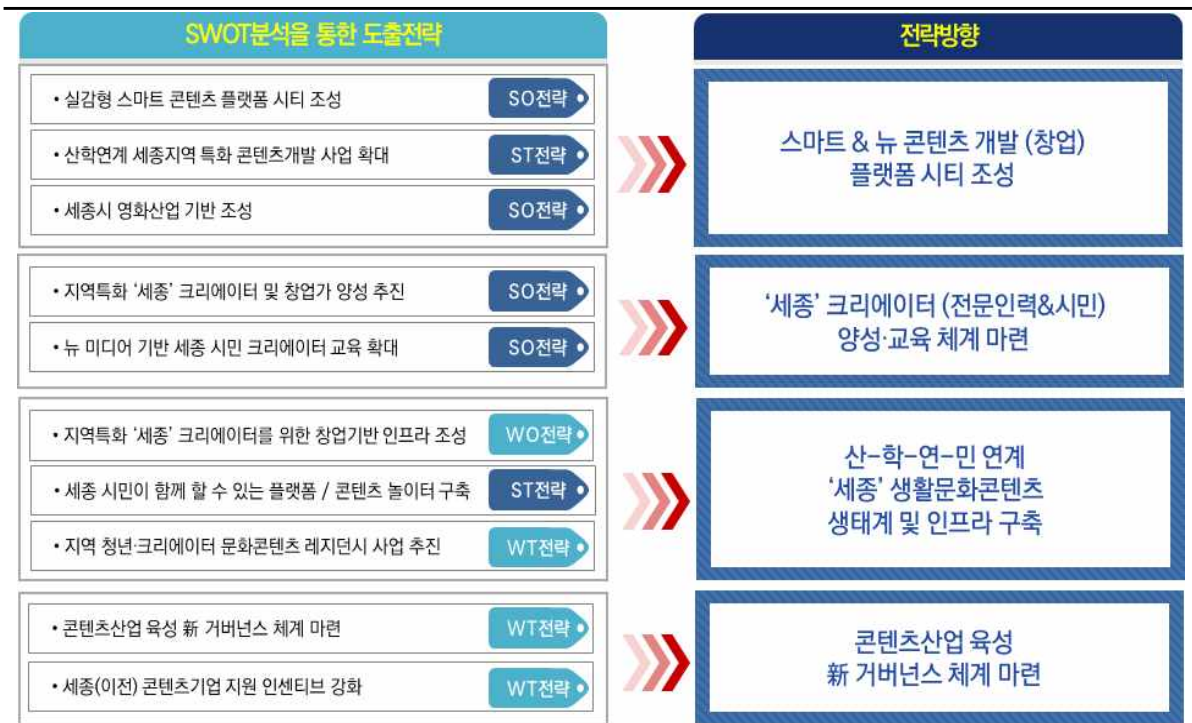 SWOT분석을 통한 도출전략
전략방향
• 실감형 스마트 콘텐츠 플랫폼 시티 조성
SO전략
• 산학연계 세종지역 특화 콘텐츠개발 사업 확대
ST전략
• 세종시 영화산업 기반 조성
SO전략
스마트 & 뉴 콘텐츠 개발 (창업)
플랫폼 시티 조성
• 지역특화 ‘세종’ 크리에이터 및 창업가 양성 추진
SO전략
• 뉴 미디어 기반 세종 시민 크리에이터 교육 확대
SO전략
‘세종’ 크리에이터 (전문인력&시민)
양성·교육 체계 마련
• 지역특화 ‘세종’ 크리에이터를 위한 창업기반 인프라 조성
WO전략
• 세종 시민이 함께 할 수 있는 플랫폼 / 콘텐츠 놀이터 구축
ST전략
• 지역 청년·크리에이터 문화콘텐츠 레지던시 사업 추진
WT전략
산-학-연-민 연계
‘세종’ 생활문화콘텐츠
생태계 및 인프라 구축
• 콘텐츠산업 육성 新 거버넌스 체계 마련
WT전략
• 세종(이전) 콘텐츠기업 지원 인센티브 강화
WT전략
콘텐츠산업 육성
新 거버넌스 체계 마련